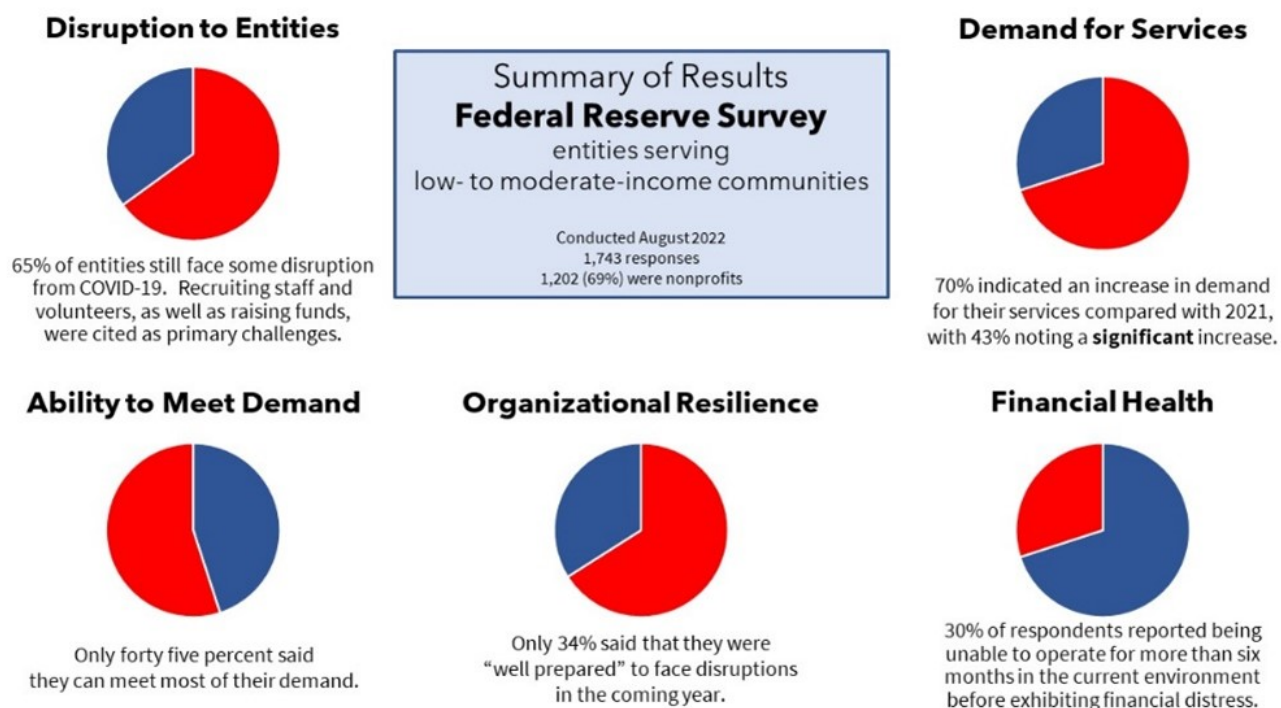 Disruption to Entities
65% of entities still face some disruption
from COVID-19. Recruiting staff and
volunteers, as well as raising funds,
were cited as primary challenges.
Summary of Results
Federal Reserve Survey
entities serving
low- to moderate-income communities
Conducted August 2022
1,743 responses
1,202 (69%) were nonprofits
Demand for Services
70% indicated an increase in demand
for their services compared with 2021,
with 43% noting a significant increase.
Ability to Meet Demand
Only forty five percent said
they can meet most of their demand.
Organizational Resilience
Only 34% said that they were
“well prepared” to face disruptions
in the coming year.
Financial Health
30% of respondents reported being
unable to operate for more than six
months in the current environment
before exhibiting financial distress.